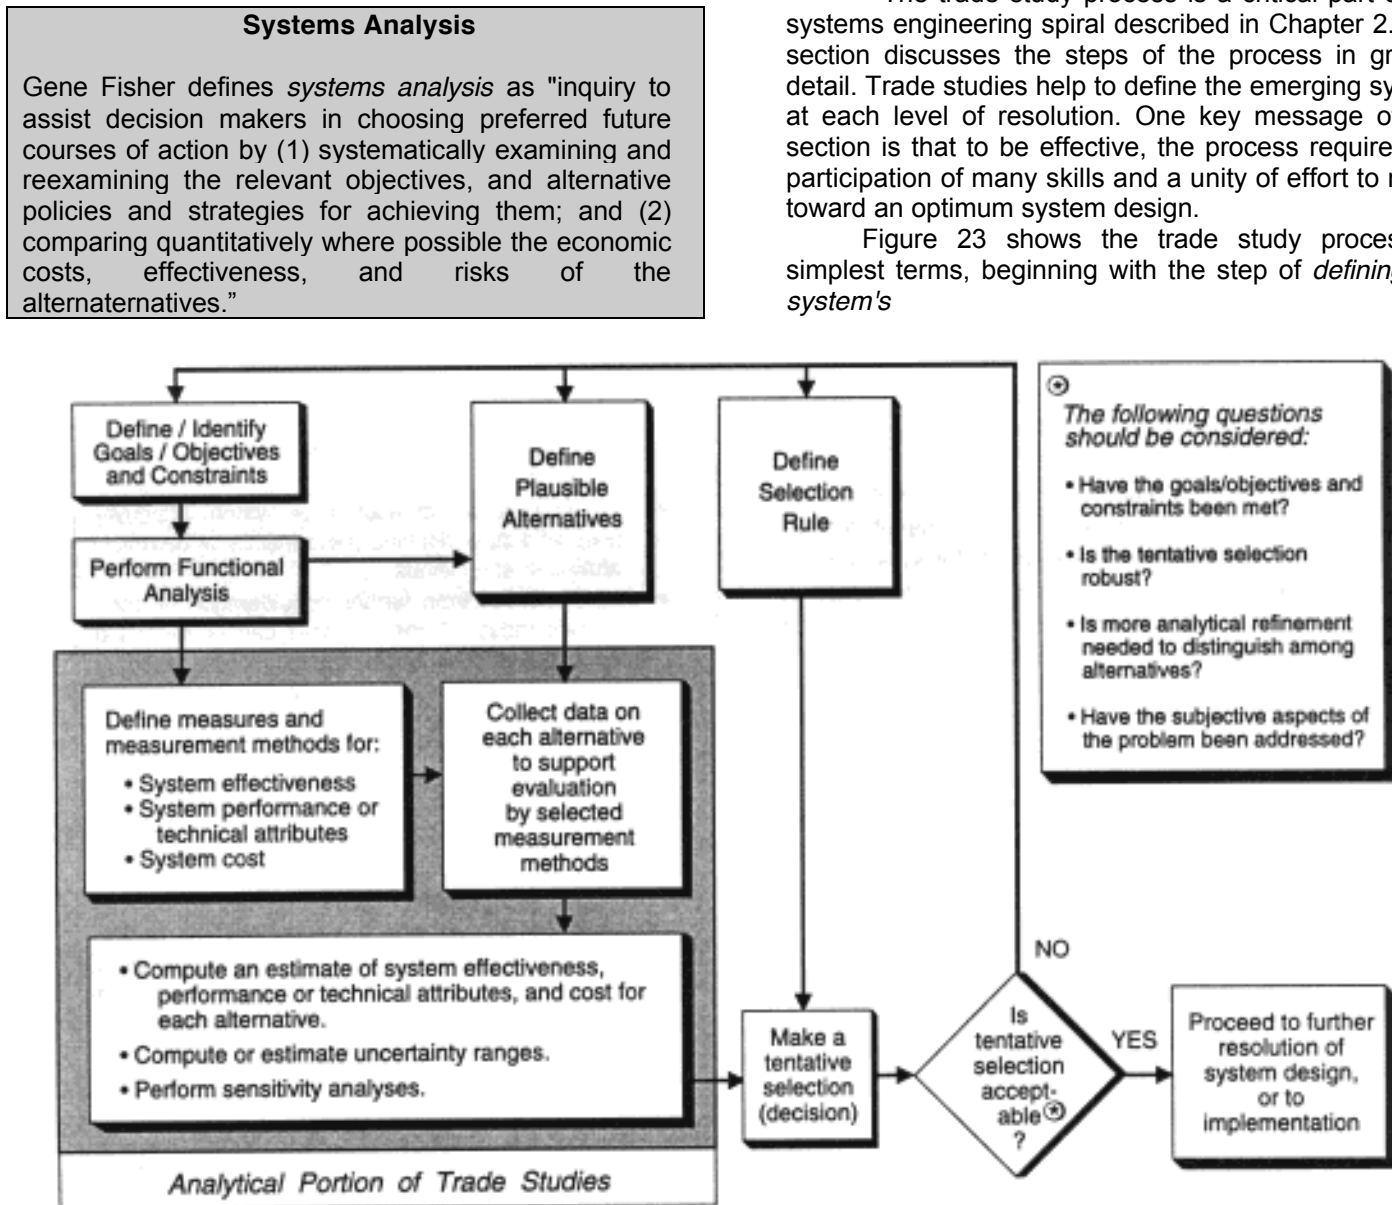 Systems Analysis
Gene Fisher defines systems analysis as "inquiry to
assist decision makers in choosing preferred future
courses of action by (1) systematically examining and
reexamining the relevant objectives, and alternative
policies and strategies for achieving them; and (2)
comparing quantitatively where possible the economic
costs, effectiveness, and risks of the
alternaternatives.”
The trade study process is a critical part
systems engineering spiral described in Chapter 2.
section discusses the steps of the process in
detail. Trade studies help to define the emerging
at each level of resolution. One key message
section is that to be effective, the process
participation of many skills and a unity of effort to
toward an optimum system design.
Figure 23 shows the trade study
simplest terms, beginning with the step of
system's
Define / Identify
Goals / Objectives
and Constraints
Perform Functional
Analysis
Define
Plausible
Alternatives
Define
Selection
Rule
The following questions
should be considered:
• Have the goals/objectives and
constraints been met?
• Is the tentative selection
robust?
• Is more analytical refinement
needed to distinguish among
alternatives?
• Have the subjective aspects of
the problem been addressed?
Define measures and
measurement methods for:
• System effectiveness
• System performance or
technical attributes
• System cost
Collect data on
each alternative
to support
evaluation
by selected
measurement
methods
• Compute an estimate of system effectiveness,
performance or technical attributes, and cost for
each alternative.
• Compute or estimate uncertainty ranges.
• Perform sensitivity analyses.
Analytical Portion of Trade Studies
Make a
tentative
selection
(decision)
Is
tentative
selection
accept-
able
?
NO
YES
Proceed to further
resolution of
system design,
or to
implementation